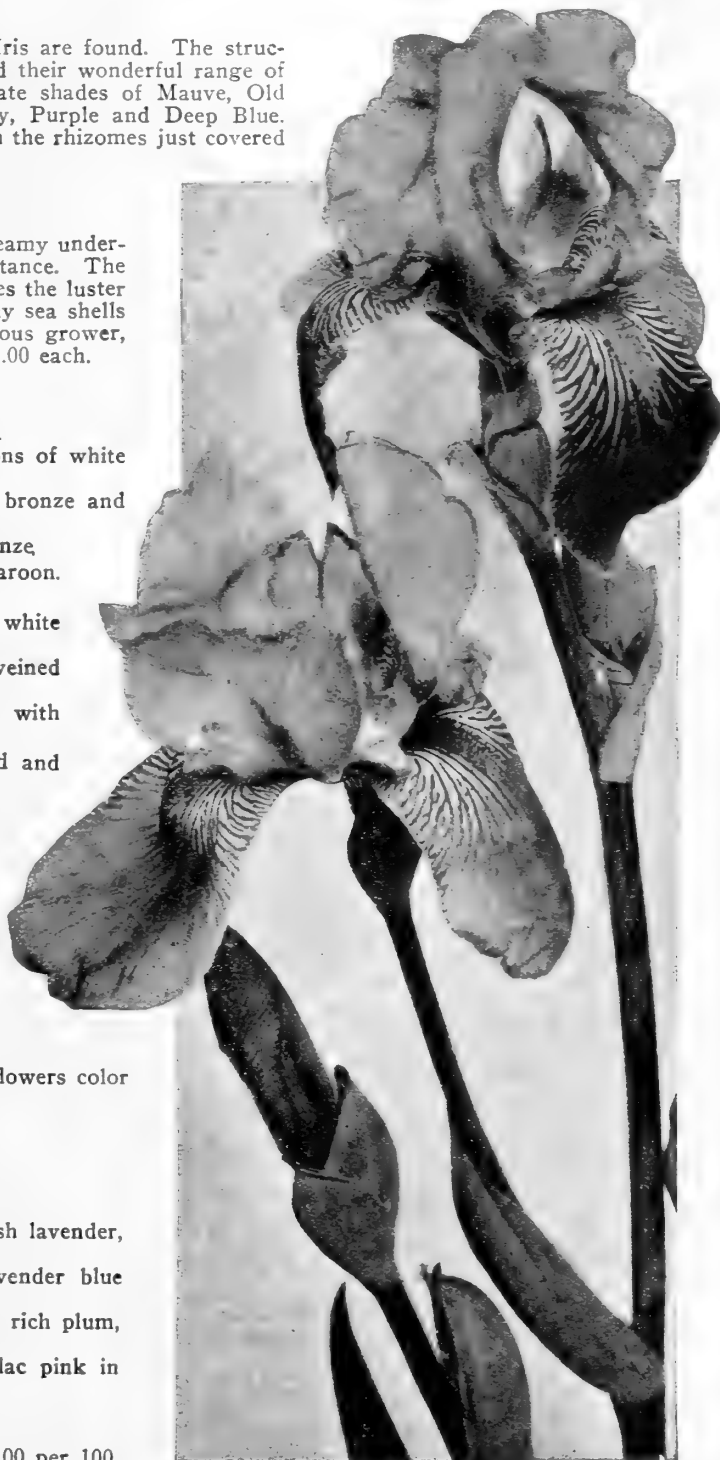 Iris are found. The struc-
d their wonderful range of
ate shades of Mauve, Old
y, Purple and Deep Blue.
n the rhizomes just covered
eamy under-
tance. The
es the luster
y sea shells
ous grower,
.00 each.
ns of white
bronze and
nze,
aroon.
white
veined
with
d and
flowers color
sh lavender,
vender blue
rich plum,
lac pink in
.00 per 100.